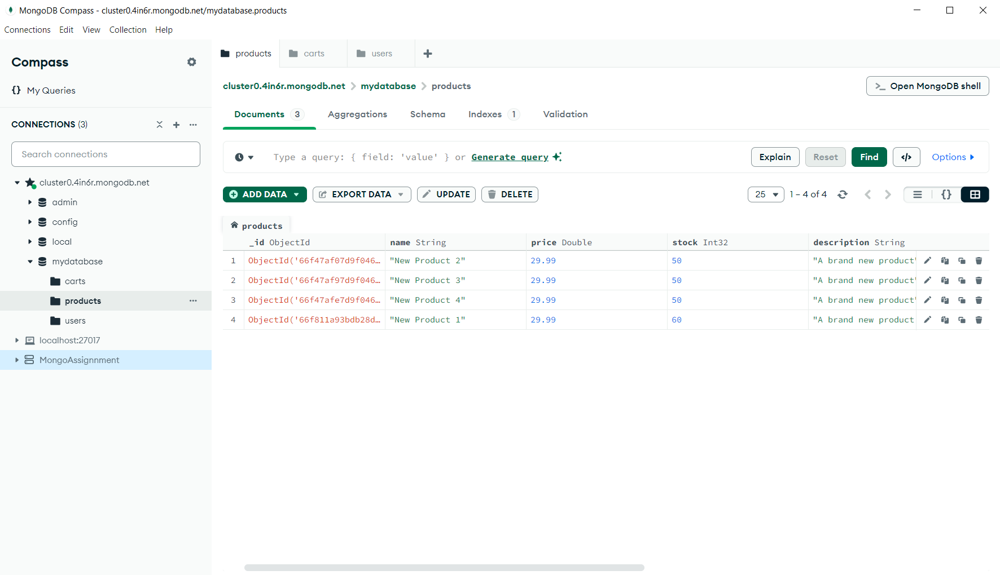 MongoDB Compass - cluster0.4in6r.mongodb.net/mydatabase.products
Connections Edit View Collection Help
Compass
{} My Queries
CONNECTIONS (3)
Search connections
cluster0.4in6r.mongodb.net
admin
config
local
mydatabase
carts
products
users
localhost:27017
MongoAssignnment
products carts users
cluster0.4in6r.mongodb.net > mydatabase > products
>_ Open MongoDB shell
Documents 3 Aggregations Schema Indexes 1 Validation
Type a query: { field: 'value' } or Generate query
Explain Reset Find </> Options
ADD DATA EXPORT DATA UPDATE DELETE
25 1 – 4 of 4 {}
products
_id ObjectId name String price Double stock Int32 description String
1 ObjectId('66f47af07d9f046… "New Product 2" 29.99 50 "A brand new product"
2 ObjectId('66f47af97d9f046… "New Product 3" 29.99 50 "A brand new product"
3 ObjectId('66f47afe7d9f046… "New Product 4" 29.99 50 "A brand new product"
4 ObjectId('66f811a93bdb28d… "New Product 1" 29.99 60 "A brand new product